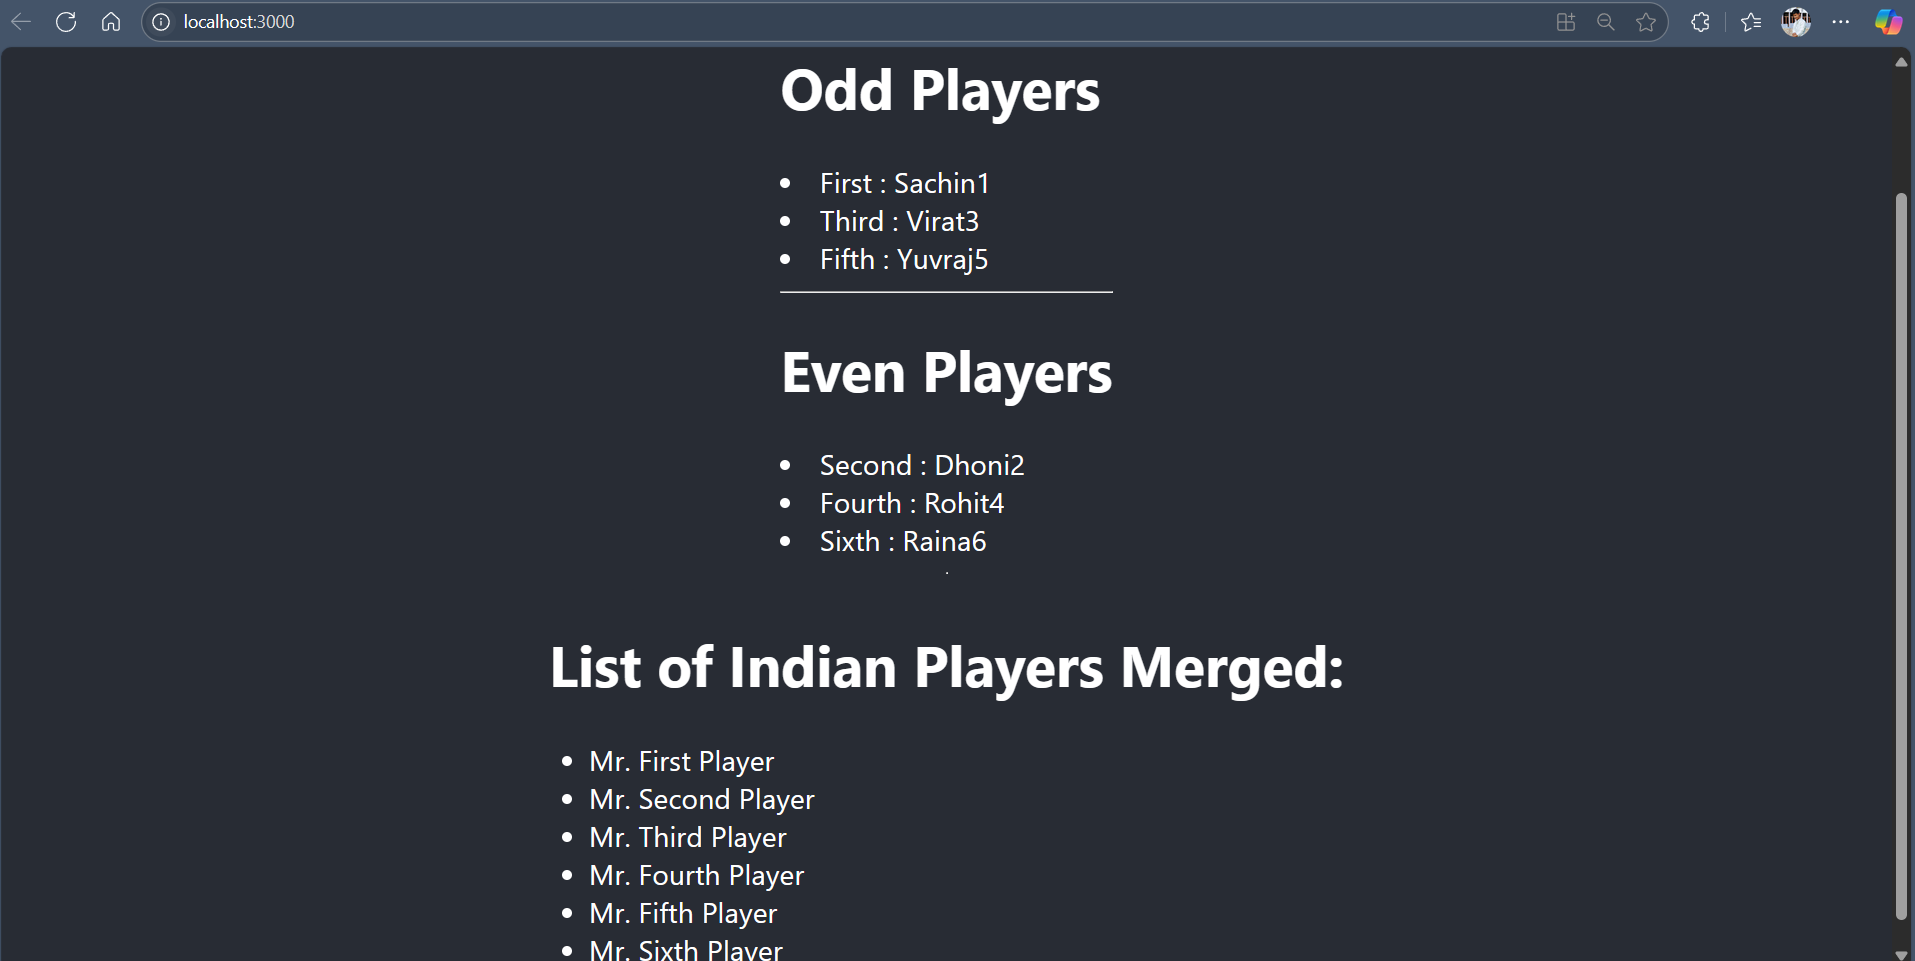 localhost:3000
Odd Players
First : Sachin1
Third : Virat3
Fifth : Yuvraj5
Even Players
Second : Dhoni2
Fourth : Rohit4
Sixth : Raina6
List of Indian Players Merged:
Mr. First Player
Mr. Second Player
Mr. Third Player
Mr. Fourth Player
Mr. Fifth Player
Mr. Sixth Player